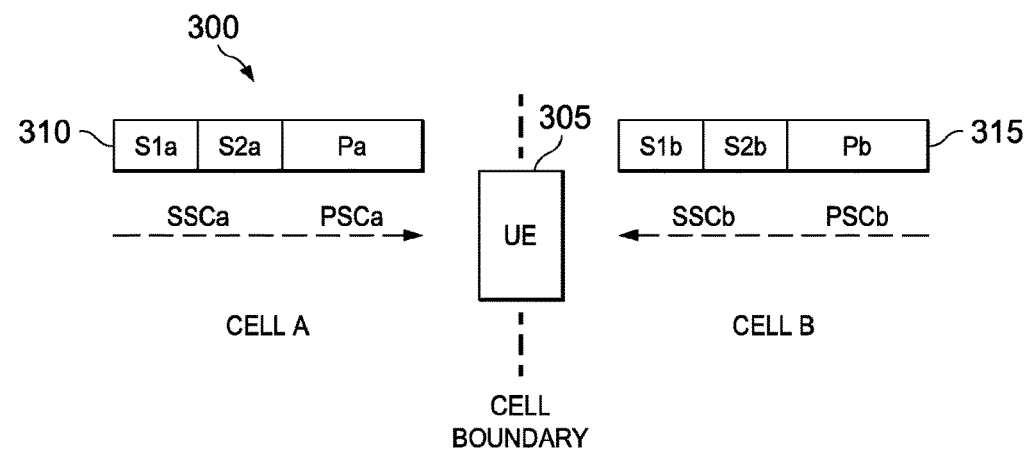 300
310 S1a S2a Pa
305
S1b S2b Pb 315
SSCa PSCa
UE
SSCb PSCb
CELL A
CELL B
CELL
BOUNDARY